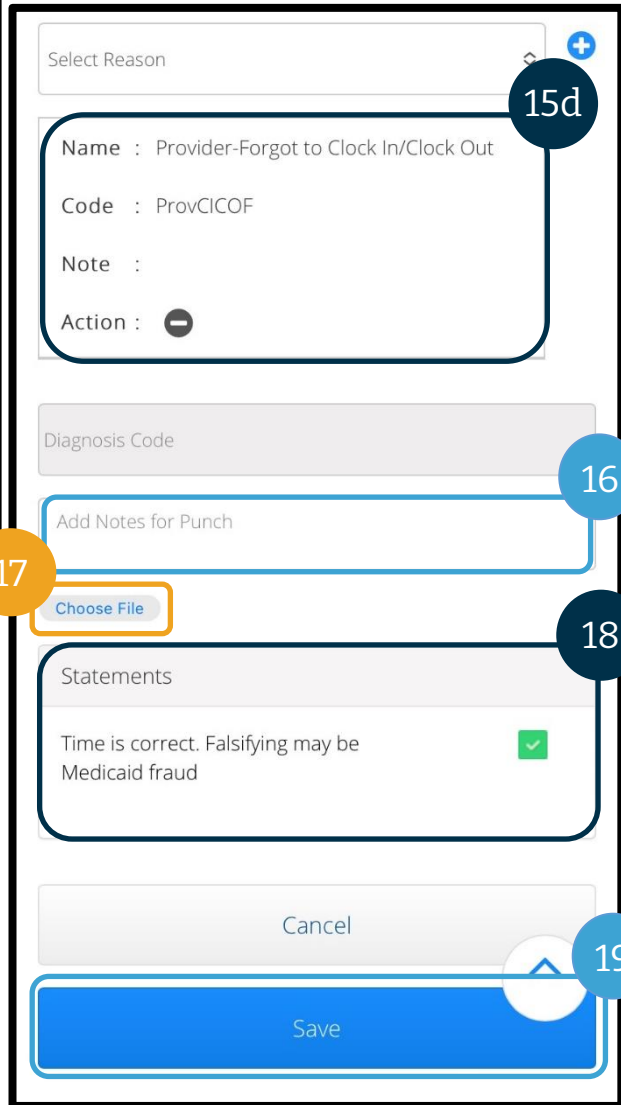 Select Reason
15d
Name : Provider-Forgot to Clock In/Clock Out
Code : ProvCICOF
Note :
Action :
Diagnosis Code
16
Add Notes for Punch
17
Choose File
18
Statements
Time is correct. Falsifying may be
Medicaid fraud
Cancel
19
Save